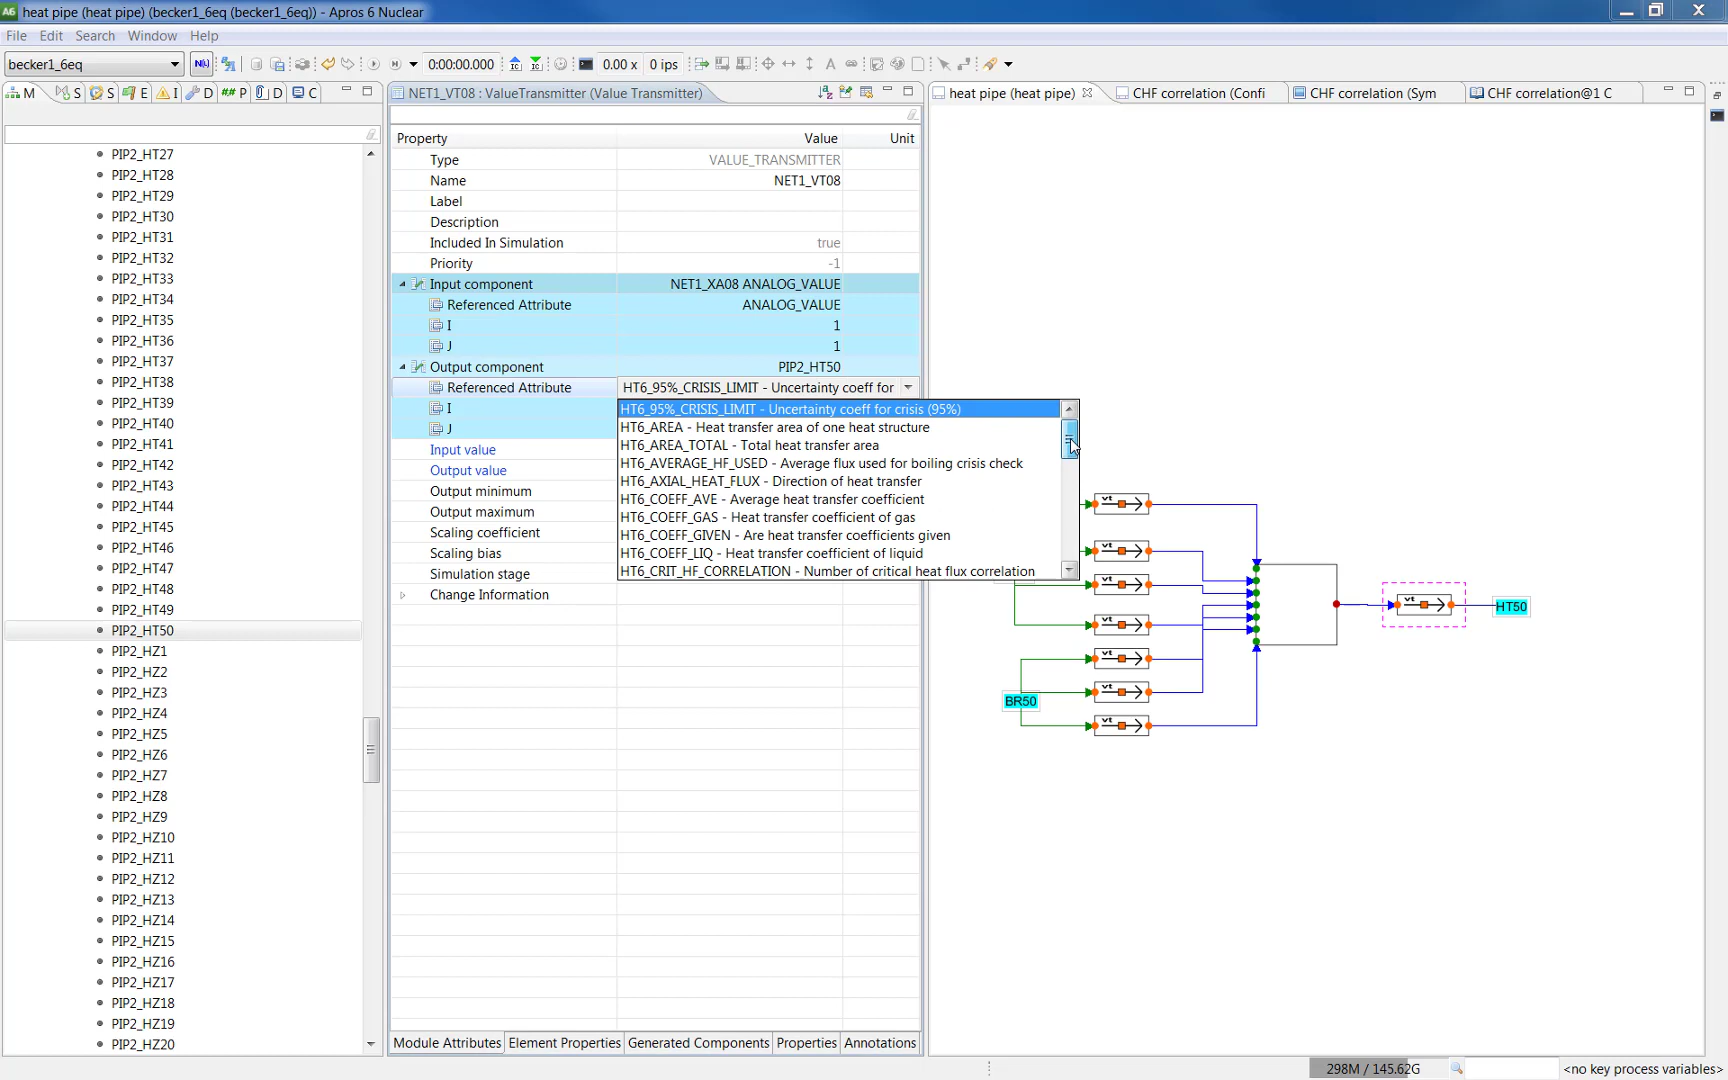 A6 heat pipe (heat pipe) (becker1_6eq (becker1_6eq)) - Apros 6 Nuclear
File Edit Search Window Help
becker1_6eq N(L) 0:00:00.000 IC IC 0.00 x 0 ips A
M S S E I D ## P D C
NET1_VT08 : ValueTransmitter (Value Transmitter)
heat pipe (heat pipe) CHF correlation (Confi CHF correlation (Sym CHF correlation@1 C
PIP2_HT27
PIP2_HT28
PIP2_HT29
PIP2_HT30
PIP2_HT31
PIP2_HT32
PIP2_HT33
PIP2_HT34
PIP2_HT35
PIP2_HT36
PIP2_HT37
PIP2_HT38
PIP2_HT39
PIP2_HT40
PIP2_HT41
PIP2_HT42
PIP2_HT43
PIP2_HT44
PIP2_HT45
PIP2_HT46
PIP2_HT47
PIP2_HT48
PIP2_HT49
PIP2_HT50
PIP2_HZ1
PIP2_HZ2
PIP2_HZ3
PIP2_HZ4
PIP2_HZ5
PIP2_HZ6
PIP2_HZ7
PIP2_HZ8
PIP2_HZ9
PIP2_HZ10
PIP2_HZ11
PIP2_HZ12
PIP2_HZ13
PIP2_HZ14
PIP2_HZ15
PIP2_HZ16
PIP2_HZ17
PIP2_HZ18
PIP2_HZ19
PIP2_HZ20
Property Value Unit
Type VALUE_TRANSMITTER
Name NET1_VT08
Label
Description
Included In Simulation true
Priority -1
Input component NET1_XA08 ANALOG_VALUE
Referenced Attribute ANALOG_VALUE
I 1
J 1
Output component PIP2_HT50
Referenced Attribute HT6_95%_CRISIS_LIMIT - Uncertainty coeff for
I
J
Input value
Output value
Output minimum
Output maximum
Scaling coefficient
Scaling bias
Simulation stage
Change Information
HT6_95%_CRISIS_LIMIT - Uncertainty coeff for crisis (95%)
HT6_AREA - Heat transfer area of one heat structure
HT6_AREA_TOTAL - Total heat transfer area
HT6_AVERAGE_HF_USED - Average flux used for boiling crisis check
HT6_AXIAL_HEAT_FLUX - Direction of heat transfer
HT6_COEFF_AVE - Average heat transfer coefficient
HT6_COEFF_GAS - Heat transfer coefficient of gas
HT6_COEFF_GIVEN - Are heat transfer coefficients given
HT6_COEFF_LIQ - Heat transfer coefficient of liquid
HT6_CRIT_HF_CORRELATION - Number of critical heat flux correlation
Module Attributes Element Properties Generated Components Properties Annotations
vt
vt
vt
vt
vt
vt
vt
vt
HT50
BR50
298M / 145.62G <no key process variables>